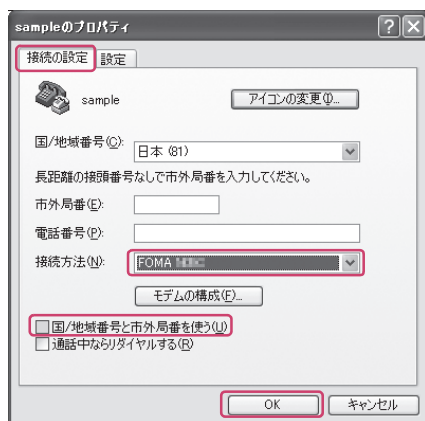 sampleのプロパティ
接続の設定 設定
sample アイコンの変更(I)...
国/地域番号(C): 日本 (81)
長距離の接頭番号なしで市外局番を入力してください。
市外局番(E):
電話番号(P):
接続方法(N): FOMA
モデムの構成(F)...
国/地域番号と市外局番を使う(U)
通話中ならリダイヤルする(R)
OK キャンセル